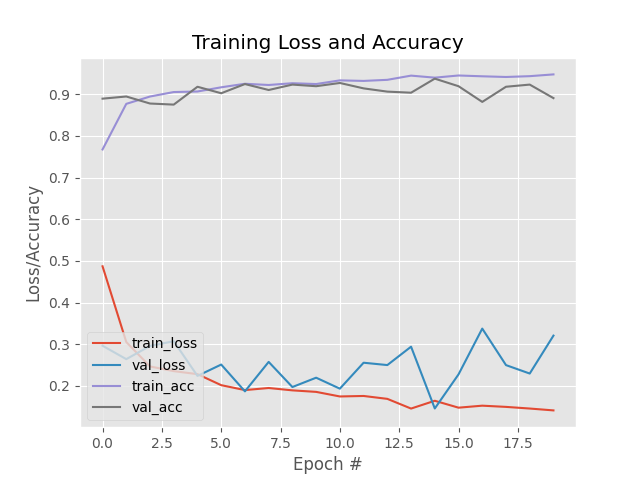 Training Loss and Accuracy
0.9
0.8
0.7
0.6
0.5
0.4
0.3
0.2
Loss/Accuracy
train_loss
val_loss
train_acc
val_acc
0.0 2.5 5.0 7.5 10.0 12.5 15.0 17.5
Epoch #